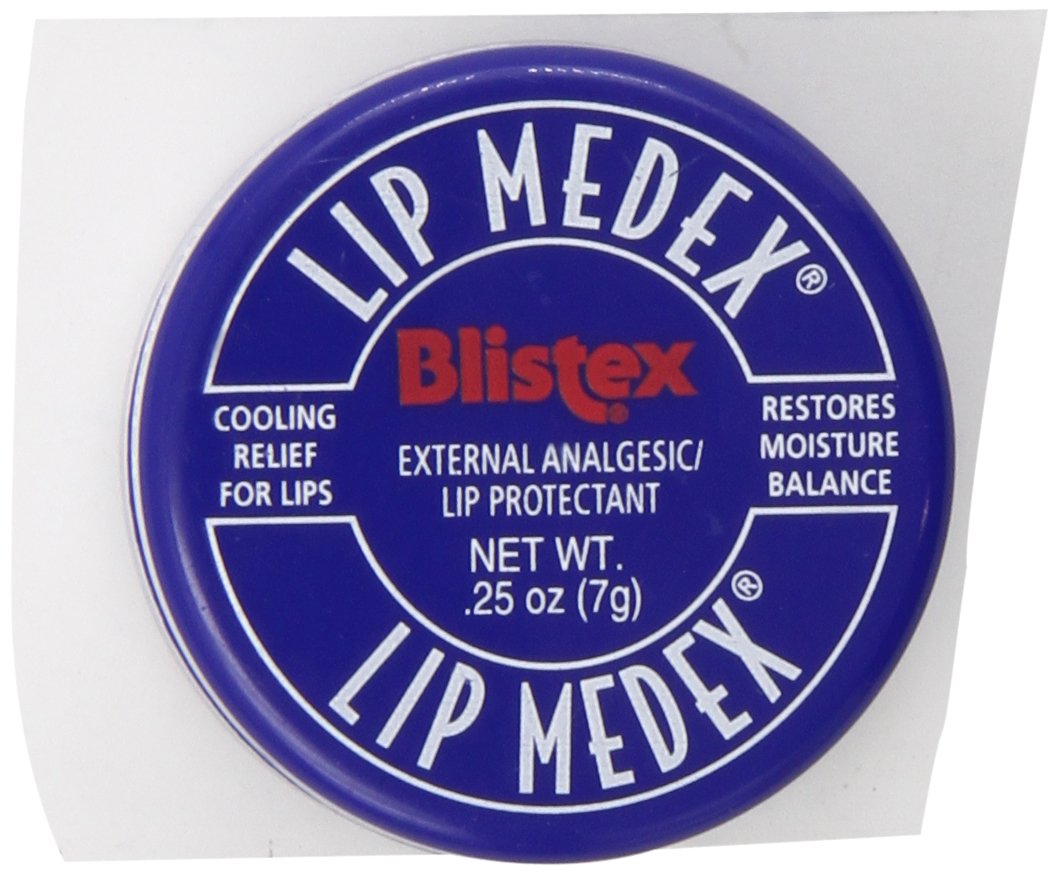 LIP MEDEX®
Blistex®
COOLING
RELIEF
FOR LIPS
EXTERNAL ANALGESIC/
LIP PROTECTANT
RESTORES
MOISTURE
BALANCE
NET WT.
.25 oz (7g)
LIP MEDEX®